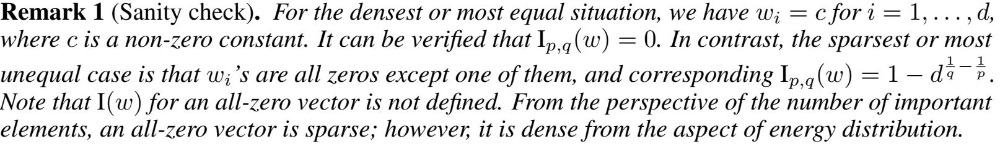 Remark 1 (Sanity check). For the densest or most equal situation, we have $w_i = c$ for $i = 1, \ldots, d$,
where $c$ is a non-zero constant. It can be verified that $\mathrm{I}_{p,q}(w) = 0$. In contrast, the sparsest or most
unequal case is that $w_i$'s are all zeros except one of them, and corresponding $\mathrm{I}_{p,q}(w) = 1 - d^{\frac{1}{q} - \frac{1}{p}}$.
Note that $\mathrm{I}(w)$ for an all-zero vector is not defined. From the perspective of the number of important
elements, an all-zero vector is sparse; however, it is dense from the aspect of energy distribution.